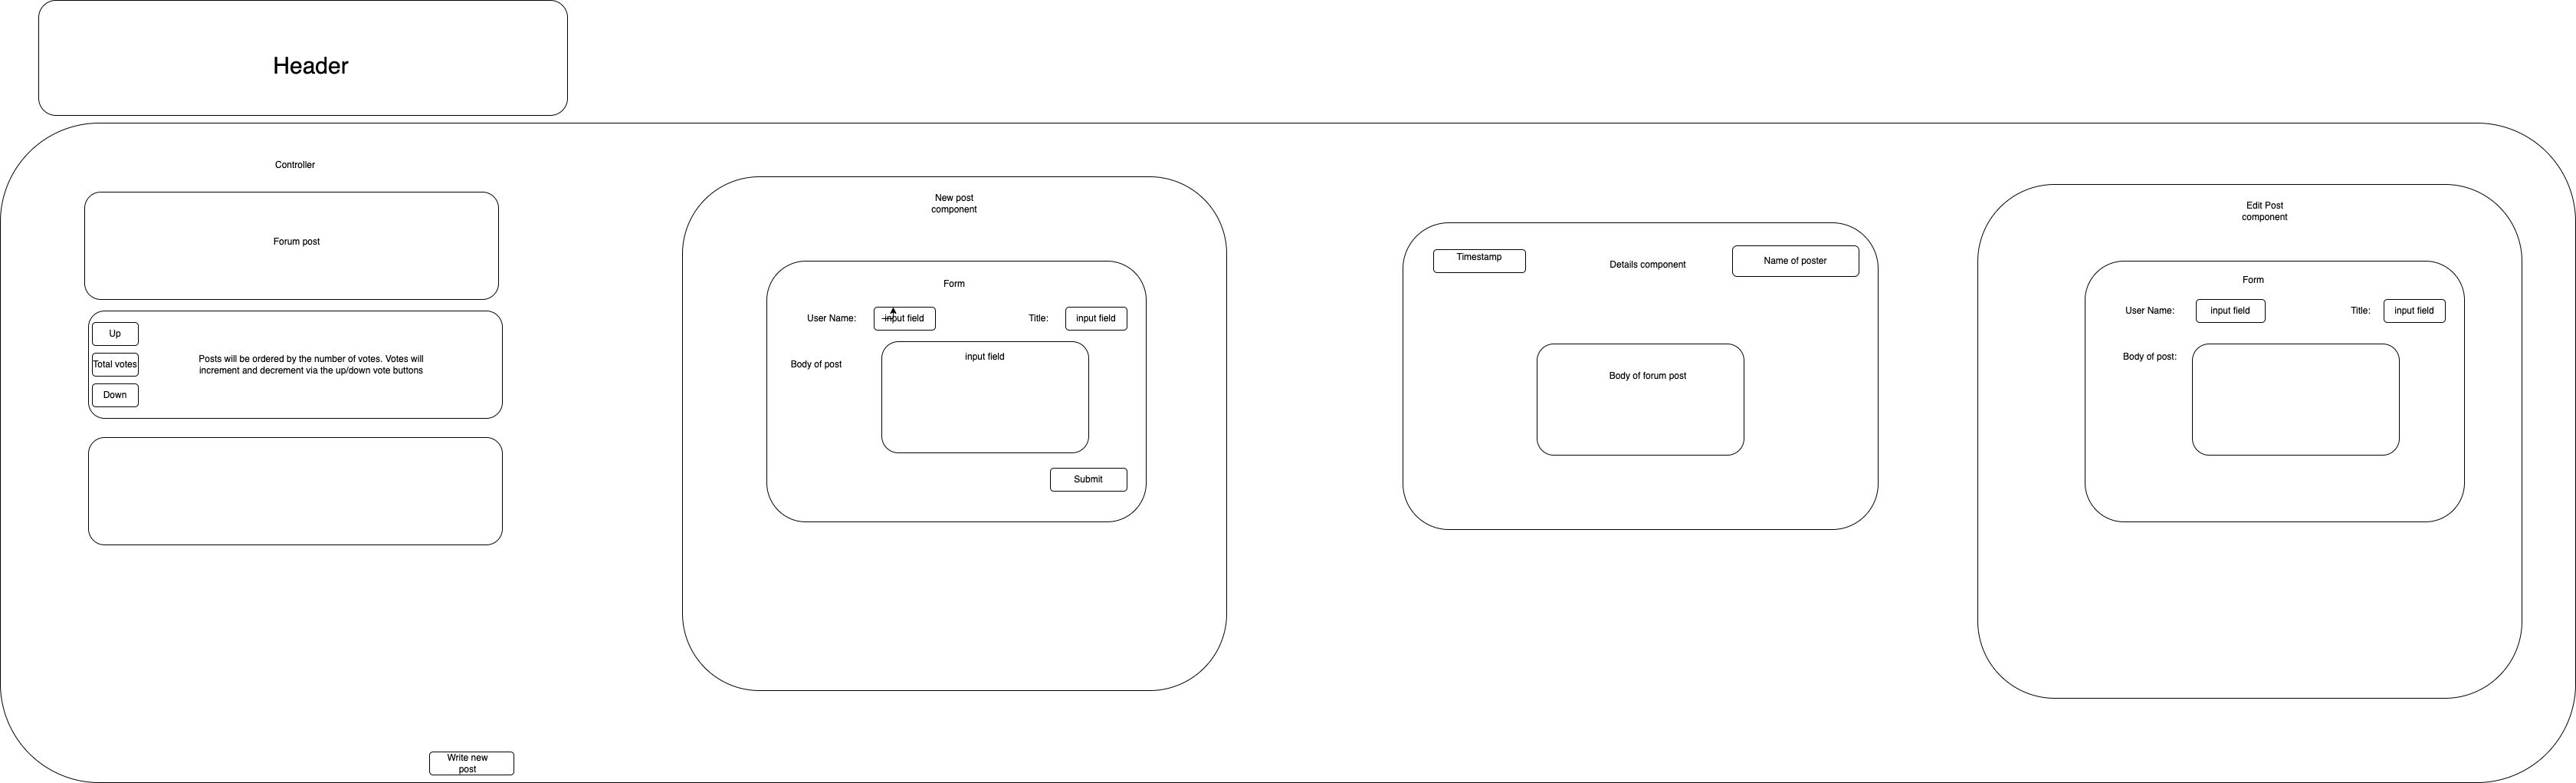 Header
Controller
Forum post
Up
Total votes
Down
Posts will be ordered by the number of votes. Votes will
increment and decrement via the up/down vote buttons
Write new
post
New post
component
Form
User Name:
input field
Title:
input field
Body of post
input field
Submit
Timestamp
Details component
Name of poster
Body of forum post
Edit Post
component
Form
User Name:
input field
Title:
input field
Body of post: